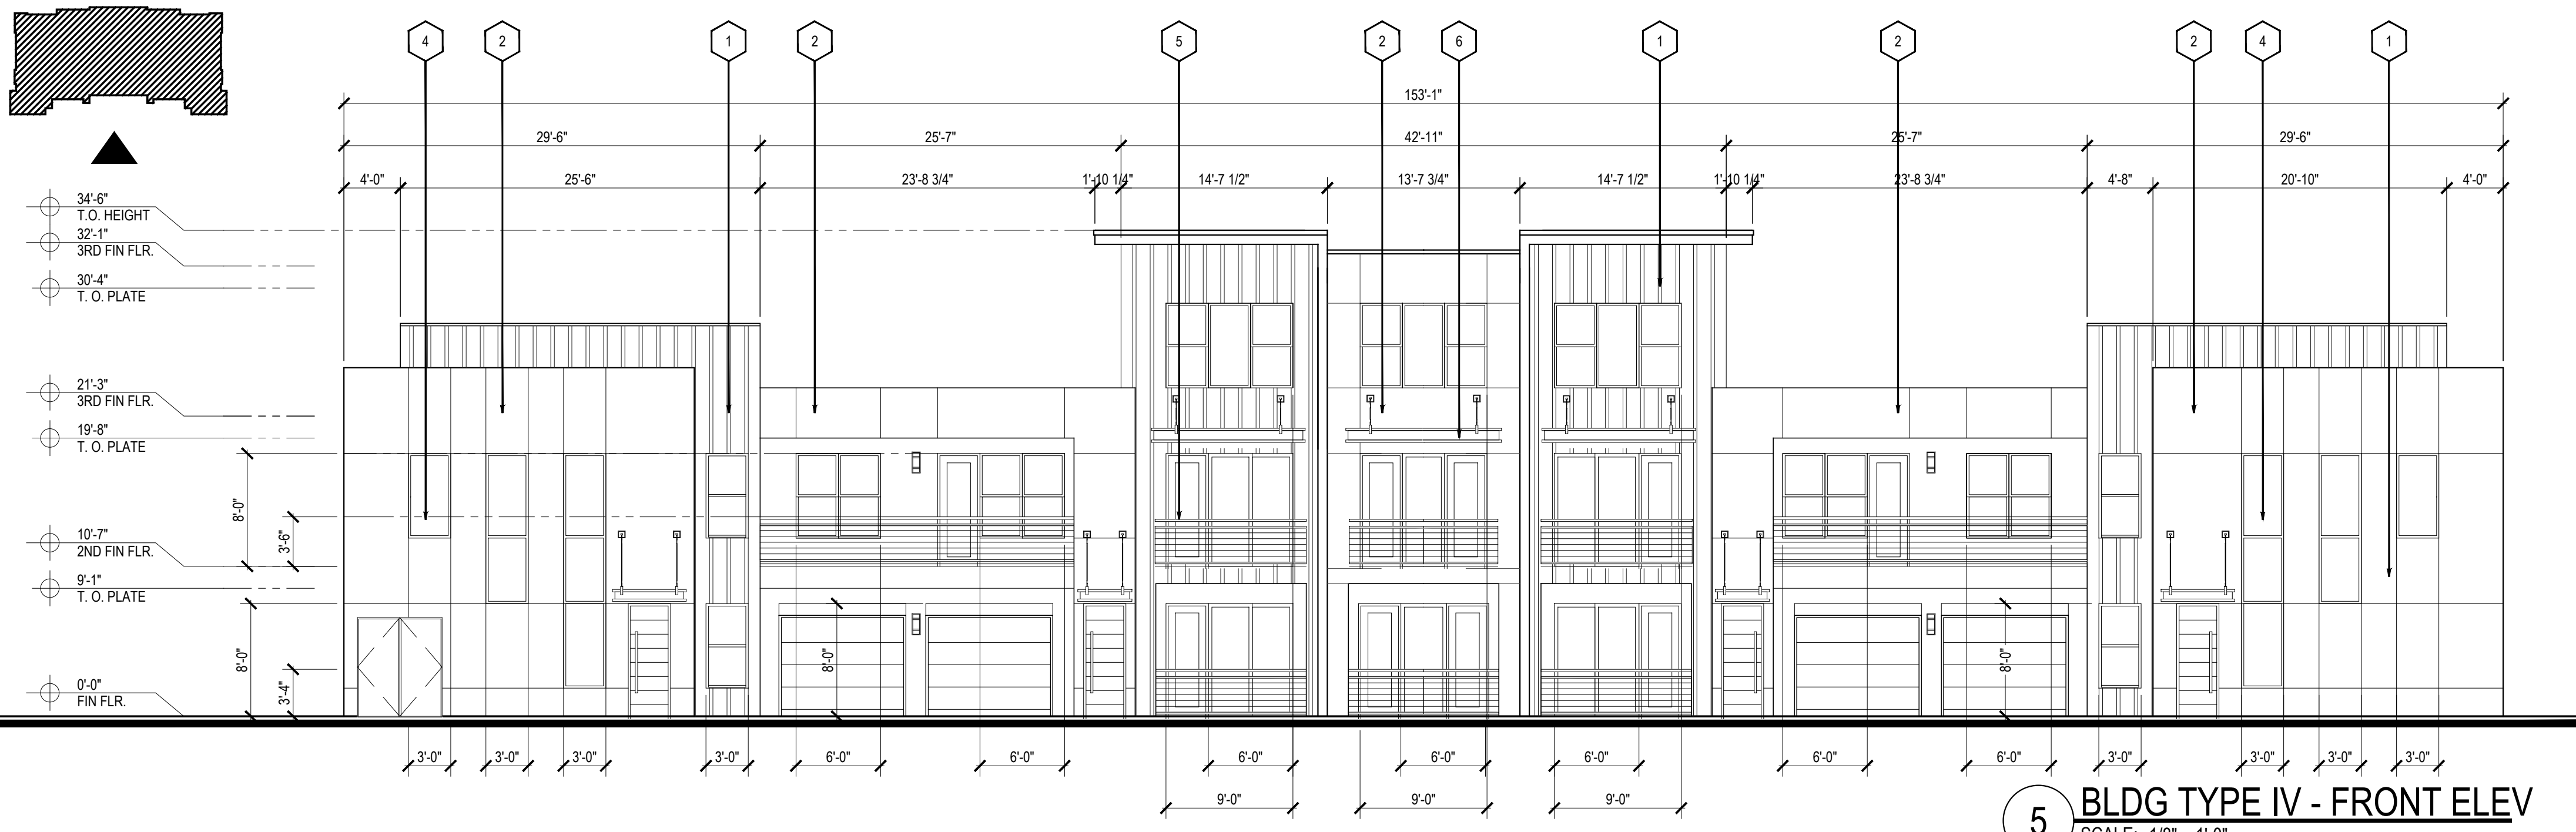 4 2 1 2 5 2 6 1 2 2 4 1
153'-1"
29'-6" 25'-7" 42'-11" 25'-7" 29'-6"
4'-0" 25'-6" 23'-8 3/4" 1'-10 1/4" 14'-7 1/2" 13'-7 3/4" 14'-7 1/2" 1'-10 1/4" 23'-8 3/4" 4'-8" 20'-10" 4'-0"
34'-6"
T.O. HEIGHT
32'-1"
3RD FIN FLR.
30'-4"
T. O. PLATE
21'-3"
3RD FIN FLR.
19'-8"
T. O. PLATE
8'-0"
3'-6"
10'-7"
2ND FIN FLR.
9'-1"
T. O. PLATE
8'-0"
3'-4"
8'-0"
8'-0"
0'-0"
FIN FLR.
3'-0" 3'-0" 3'-0" 3'-0" 6'-0" 6'-0" 6'-0" 6'-0" 6'-0" 6'-0" 6'-0" 3'-0" 3'-0" 3'-0" 3'-0"
9'-0" 9'-0" 9'-0"
5
BLDG TYPE IV - FRONT ELEV